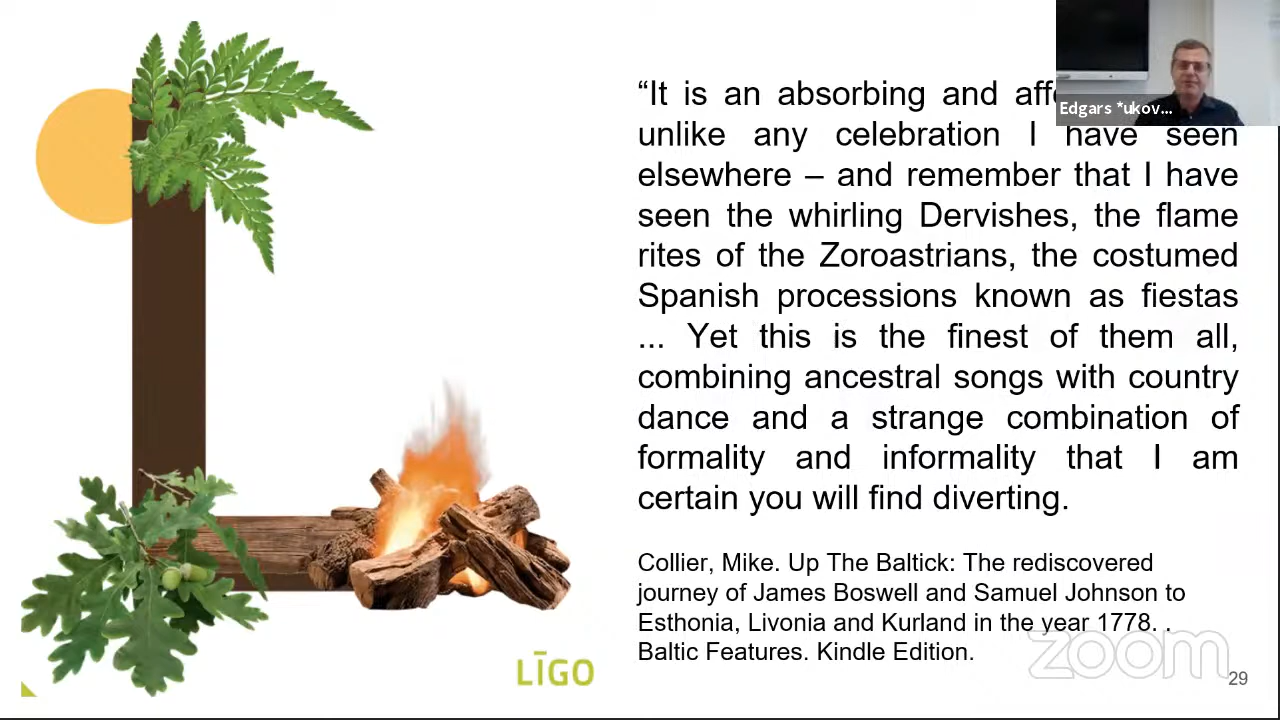 “It is an absorbing and
unlike any celebration I have seen
elsewhere – and remember that I have
seen the whirling Dervishes, the flame
rites of the Zoroastrians, the costumed
Spanish processions known as fiestas
... Yet this is the finest of them all,
combining ancestral songs with country
dance and a strange combination of
formality and informality that I am
certain you will find diverting.
Collier, Mike. Up The Baltick: The rediscovered
journey of James Boswell and Samuel Johnson to
Esthonia, Livonia and Kurland in the year 1778. .
Baltic Features. Kindle Edition.
LĪGO
Edgars *ukov...
zoom
29